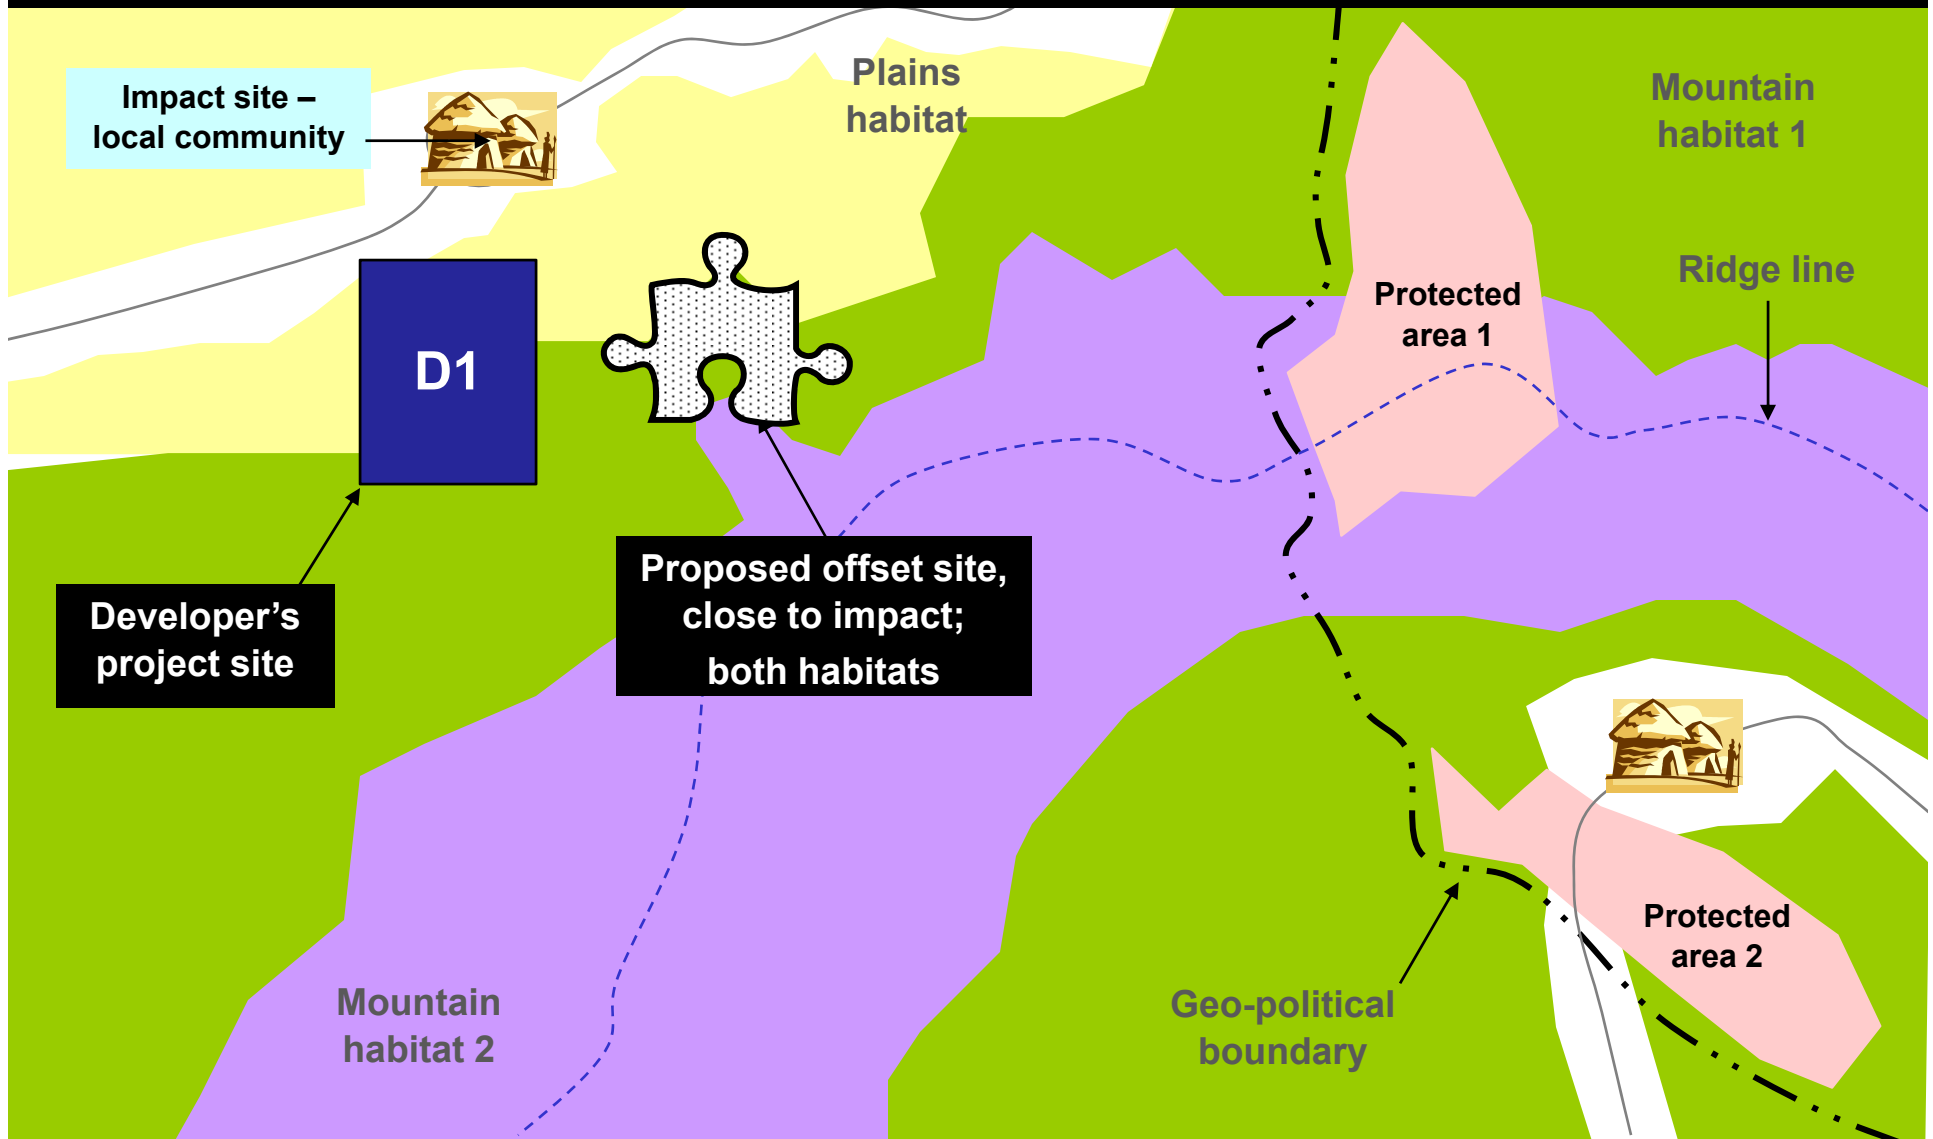 Impact site –
local community
Plains
habitat
Mountain
habitat 1
Ridge line
Protected
area 1
D1
Proposed offset site,
close to impact;
both habitats
Developer’s
project site
Protected
area 2
Mountain
habitat 2
Geo-political
boundary